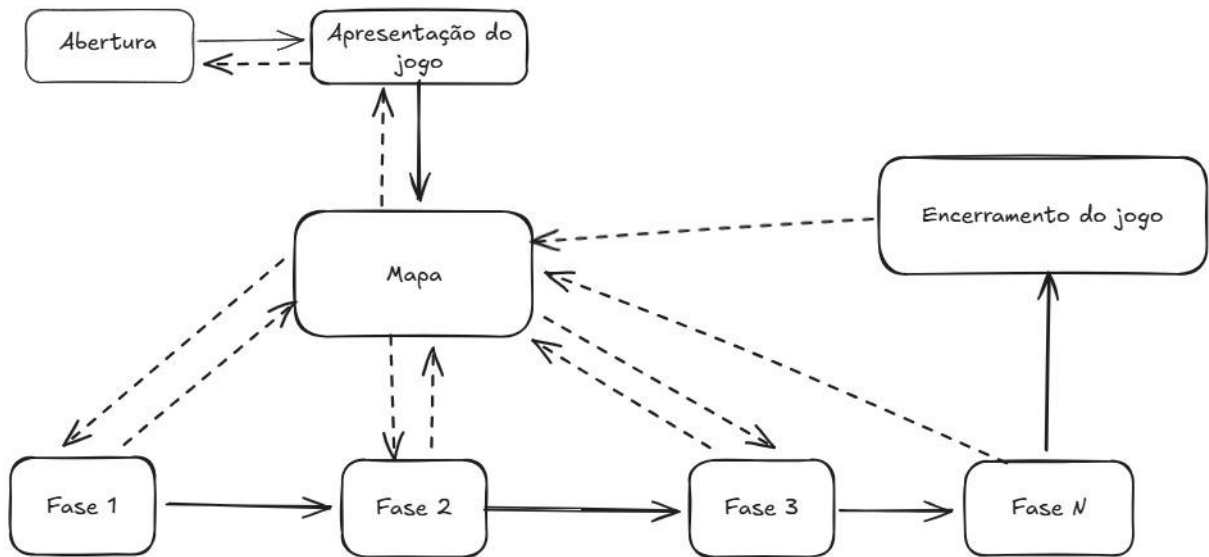 Abertura
Apresentação do
jogo
Encerramento do jogo
Mapa
Fase 1
Fase 2
Fase 3
Fase N